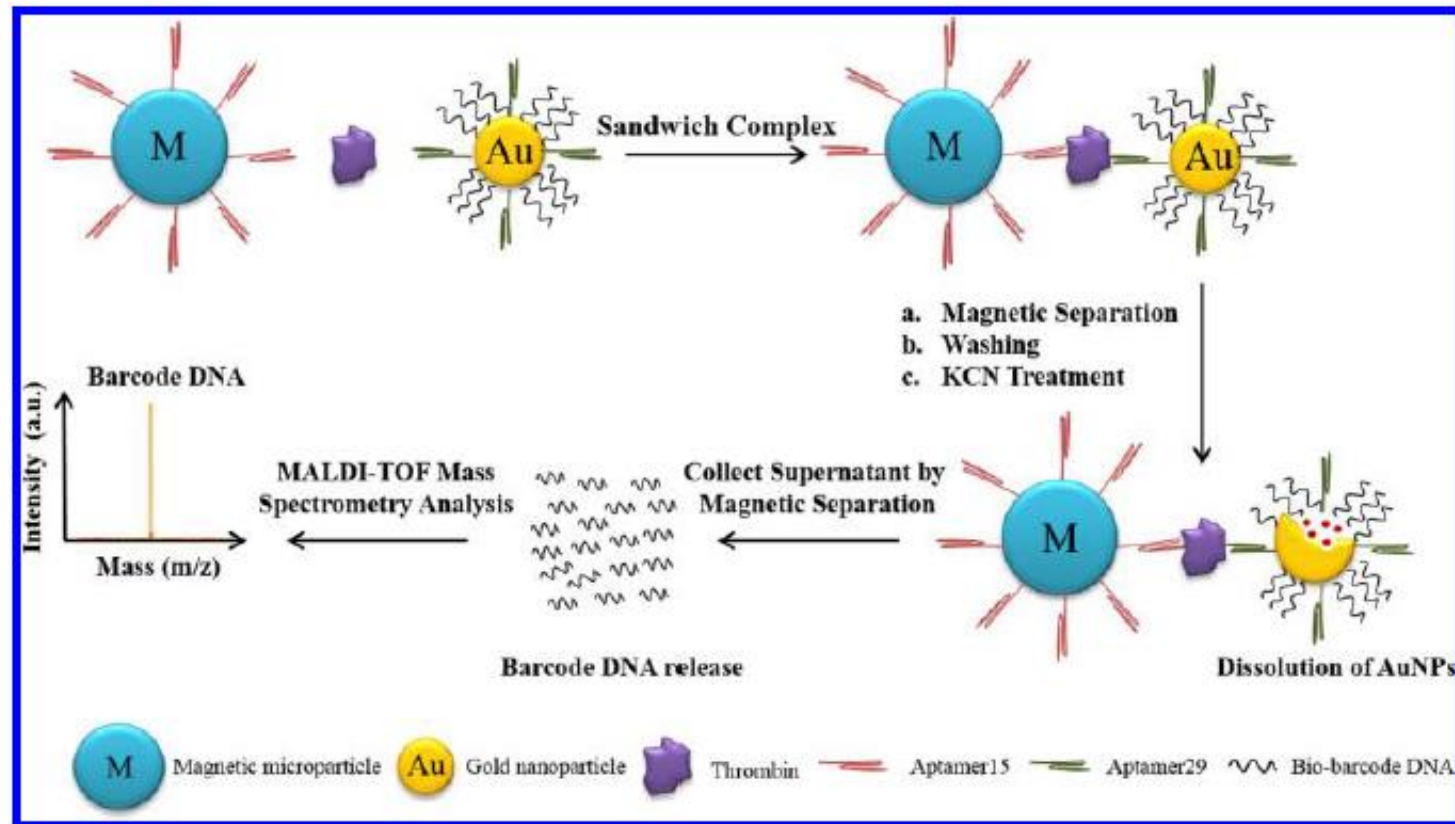 M
Au
Sandwich Complex
M
Au
a. Magnetic Separation
b. Washing
c. KCN Treatment
Barcode DNA
Intensity (a.u.)
Mass (m/z)
MALDI-TOF Mass
Spectrometry Analysis
Collect Supernatant by
Magnetic Separation
M
Barcode DNA release
Dissolution of AuNPs
M
Magnetic microparticle
Au
Gold nanoparticle
Thrombin
Aptamer15
Aptamer29
Bio-barcode DNA